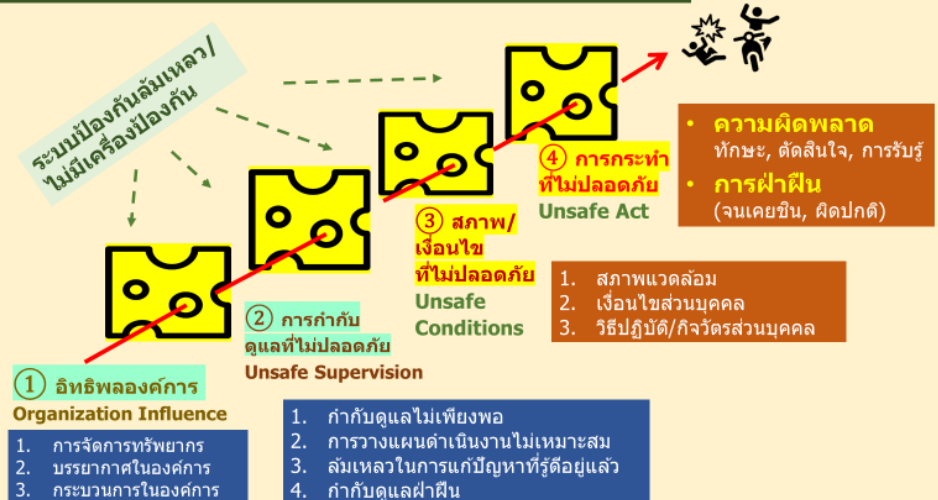 ระบบป้องกันล้มเหลว/
ไม่มีเครื่องป้องกัน
① อิทธิพลองค์การ
Organization Influence
1. การจัดการทรัพยากร
2. บรรยากาศในองค์การ
3. กระบวนการในองค์การ
② การกำกับ
ดูแลที่ไม่ปลอดภัย
Unsafe Supervision
1. กำกับดูแลไม่เพียงพอ
2. การวางแผนดำเนินงานไม่เหมาะสม
3. ล้มเหลวในการแก้ปัญหาที่รู้ดีอยู่แล้ว
4. กำกับดูแลฝ่าฝืน
③ สภาพ/
เงื่อนไข
ที่ไม่ปลอดภัย
Unsafe
Conditions
1. สภาพแวดล้อม
2. เงื่อนไขส่วนบุคคล
3. วิธีปฏิบัติ/กิจวัตรส่วนบุคคล
④ การกระทำ
ที่ไม่ปลอดภัย
Unsafe Act
• ความผิดพลาด
ทักษะ, ตัดสินใจ, การรับรู้
• การฝ่าฝืน
(จนเคยชิน, ผิดปกติ)